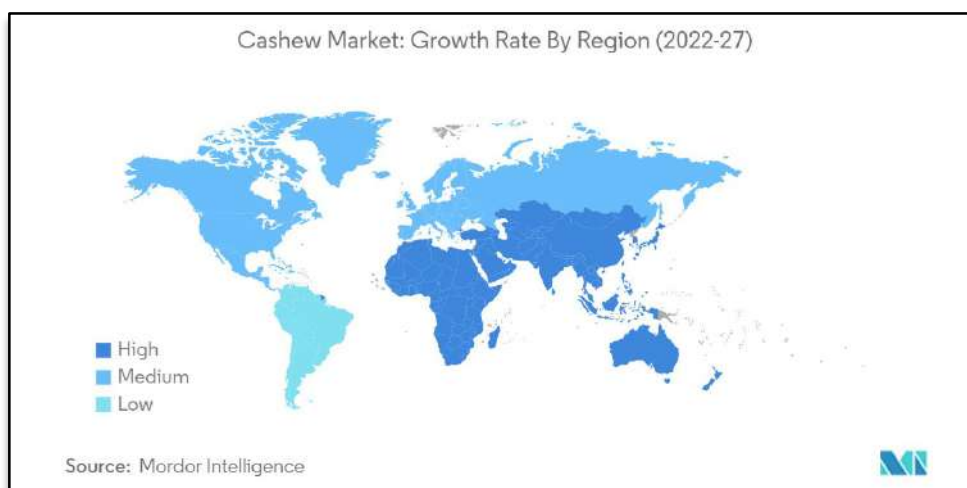 Cashew Market: Growth Rate By Region (2022-27)
High
Medium
Low
Source: Mordor Intelligence